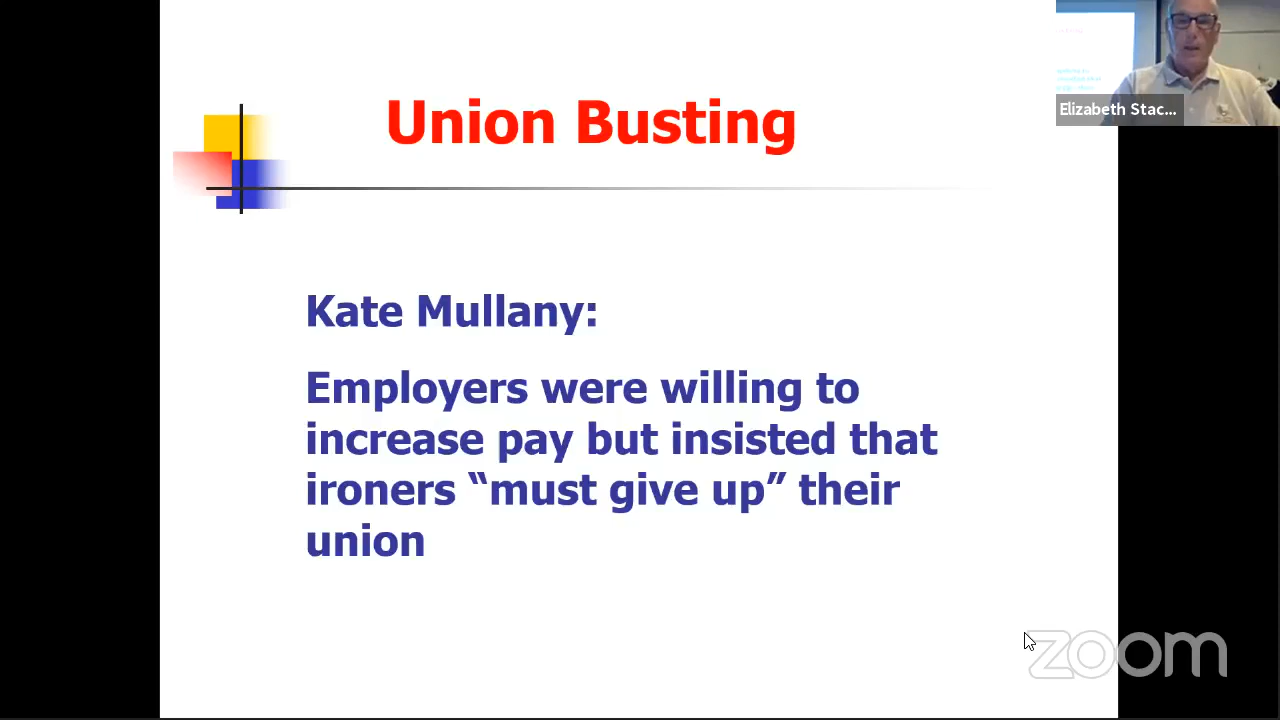 Union Busting
Elizabeth Stac...
Kate Mullany:
Employers were willing to
increase pay but insisted that
ironers “must give up” their
union
zoom